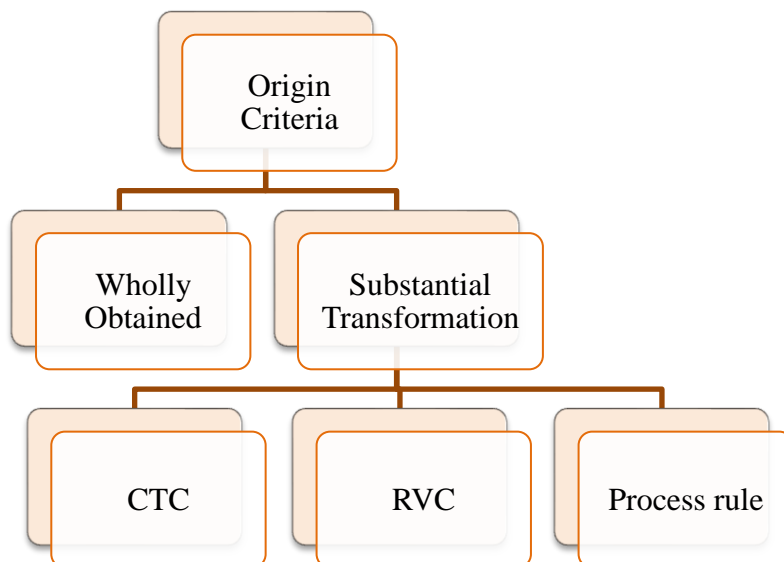 Origin
Criteria
Wholly
Obtained
Substantial
Transformation
CTC
RVC
Process rule